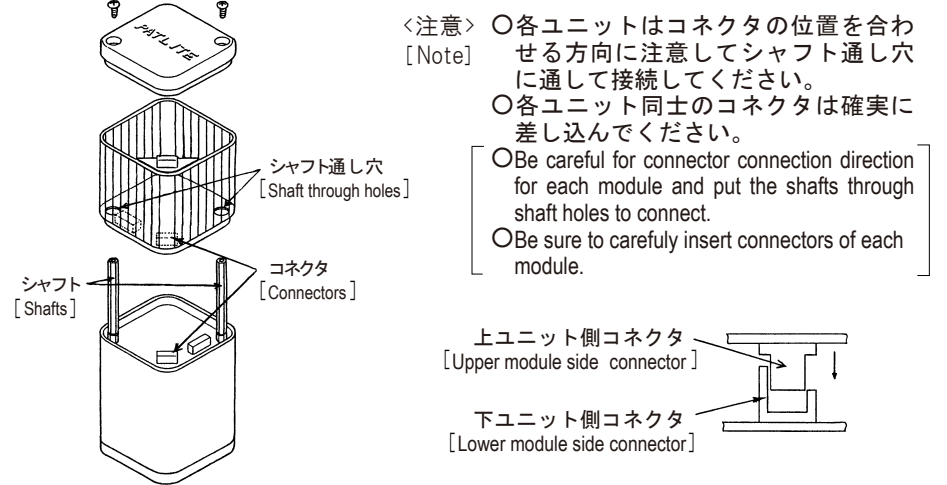 PATLITE
<注意>
[Note]
○各ユニットはコネクタの位置を合わ
せる方向に注意してシャフト通し穴
に通して接続してください。
○各ユニット同士のコネクタは確実に
差し込んでください。
○Be careful for connector connection direction
for each module and put the shafts through
shaft holes to connect.
○Be sure to carefuly insert connectors of each
module.
シャフト通し穴
[Shaft through holes]
コネクタ
[Connectors]
シャフト
[Shafts]
上ユニット側コネクタ
[Upper module side connector]
下ユニット側コネクタ
[Lower module side connector]